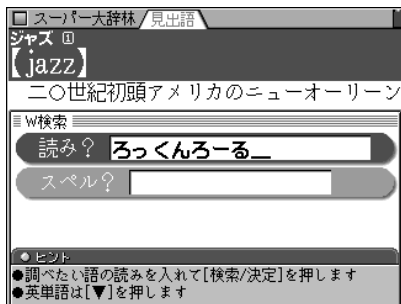 スーパー大辞林 見出語
ジャズ 1
【jazz】
二〇世紀初頭アメリカのニューオーリーン
W検索
読み? ろっくんろーる_
スペル?
ヒント
●調べたい語の読みを入れて[検索/決定]を押します
●英単語は[▼]を押します